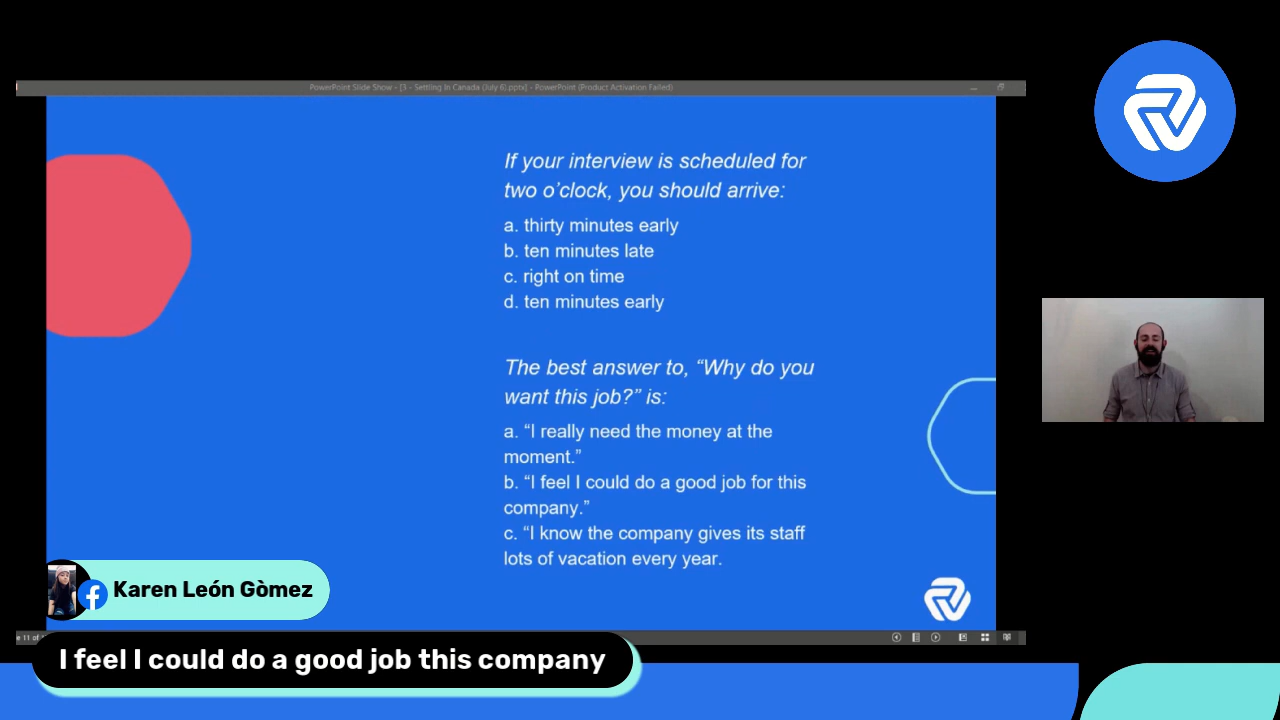 PowerPoint Slide Show - [3 - Settling In Canada (July 6).pptx] - PowerPoint (Product Activation Failed)
If your interview is scheduled for
two o’clock, you should arrive:
a. thirty minutes early
b. ten minutes late
c. right on time
d. ten minutes early
The best answer to, “Why do you
want this job?” is:
a. “I really need the money at the
moment.”
b. “I feel I could do a good job for this
company.”
c. “I know the company gives its staff
lots of vacation every year.
Karen León Gòmez
e 11 of
I feel I could do a good job this company